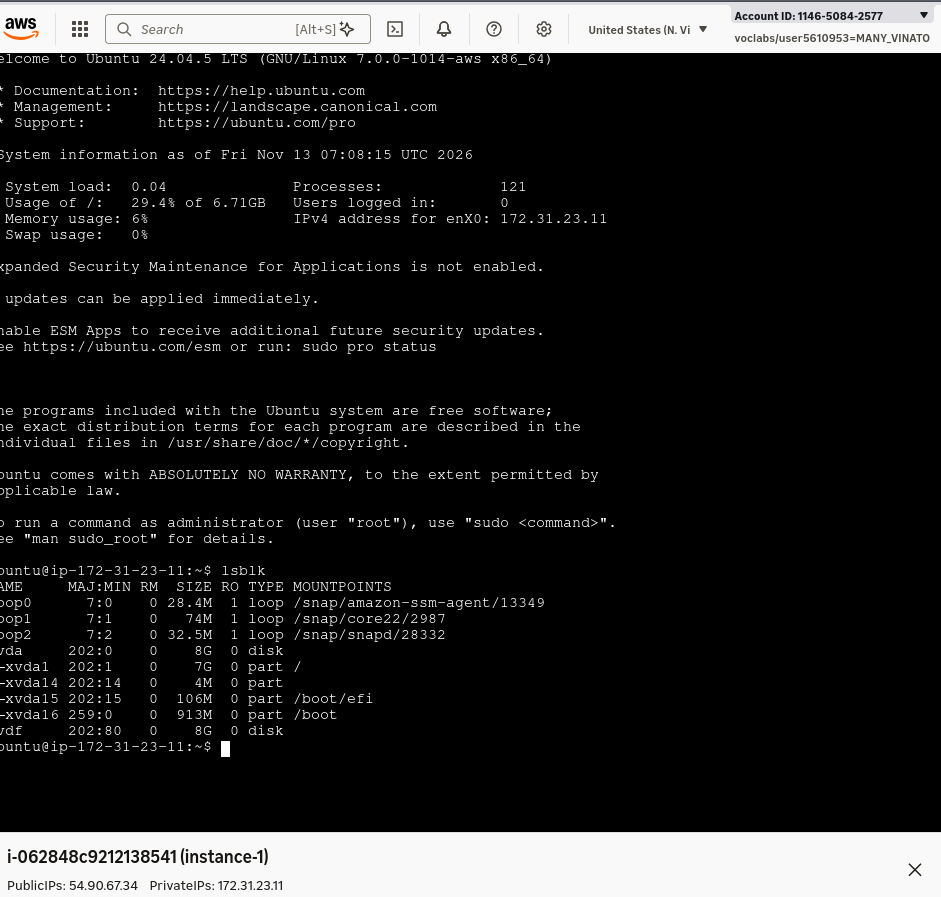 aws
Search [Alt+S]
United States (N. Vi
Account ID: 1146-5084-2577
voclabs/user5610953=MANY_VINATO
elcome to Ubuntu 24.04.5 LTS (GNU/Linux 7.0.0-1014-aws x86_64)
* Documentation:  https://help.ubuntu.com
* Management:     https://landscape.canonical.com
* Support:        https://ubuntu.com/pro
System information as of Fri Nov 13 07:08:15 UTC 2026
System load:  0.04              Processes:             121
Usage of /:   29.4% of 6.71GB   Users logged in:       0
Memory usage: 6%                IPv4 address for enX0: 172.31.23.11
Swap usage:   0%
xpanded Security Maintenance for Applications is not enabled.
updates can be applied immediately.
nable ESM Apps to receive additional future security updates.
ee https://ubuntu.com/esm or run: sudo pro status
he programs included with the Ubuntu system are free software;
he exact distribution terms for each program are described in the
ndividual files in /usr/share/doc/*/copyright.
buntu comes with ABSOLUTELY NO WARRANTY, to the extent permitted by
pplicable law.
o run a command as administrator (user "root"), use "sudo <command>".
ee "man sudo_root" for details.
buntu@ip-172-31-23-11:~$ lsblk
AME     MAJ:MIN RM  SIZE RO TYPE MOUNTPOINTS
oop0      7:0    0 28.4M  1 loop /snap/amazon-ssm-agent/13349
oop1      7:1    0   74M  1 loop /snap/core22/2987
oop2      7:2    0 32.5M  1 loop /snap/snapd/28332
vda     202:0    0    8G  0 disk
─xvda1  202:1    0    7G  0 part /
─xvda14 202:14   0    4M  0 part
─xvda15 202:15   0  106M  0 part /boot/efi
─xvda16 259:0    0  913M  0 part /boot
vdf     202:80   0    8G  0 disk
buntu@ip-172-31-23-11:~$
i-062848c9212138541 (instance-1)
PublicIPs: 54.90.67.34 PrivateIPs: 172.31.23.11